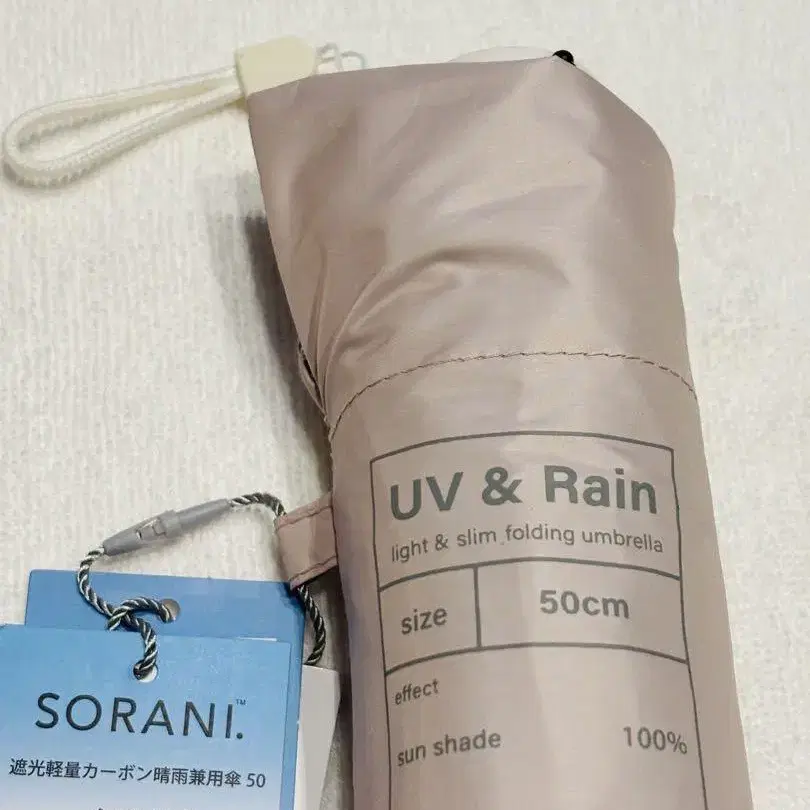 UV & Rain
light & slim folding umbrella
size 50cm
effect
sun shade 100%
SORANI.™
遮光軽量カーボン晴雨兼用傘 50